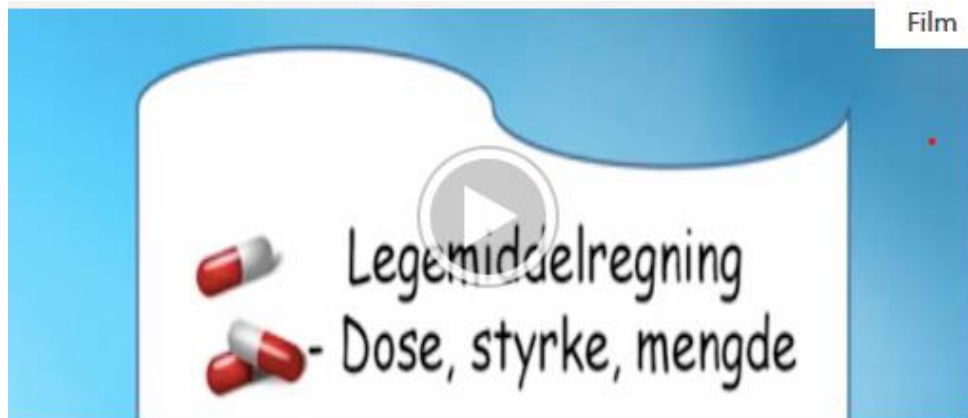 Film
Legemiddelregning
- Dose, styrke, mengde